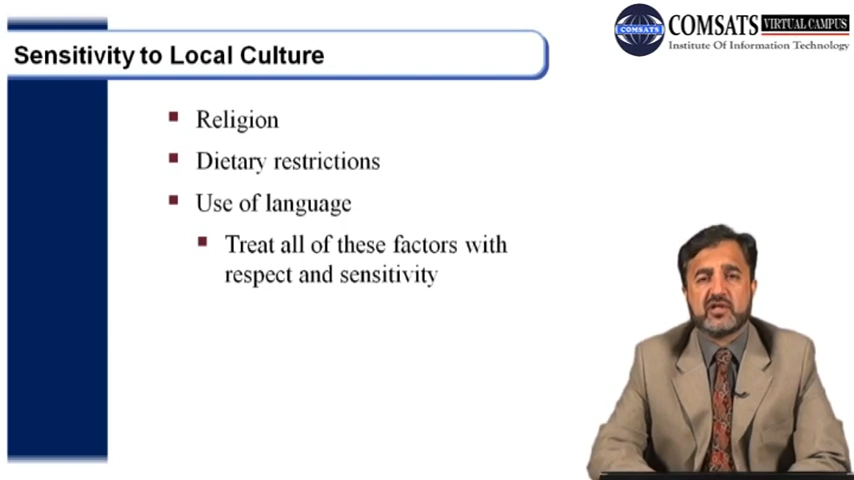 Sensitivity to Local Culture
COMSATS VIRTUAL CAMPUS
Institute Of Information Technology
COMSATS
Religion
Dietary restrictions
Use of language
Treat all of these factors with
respect and sensitivity